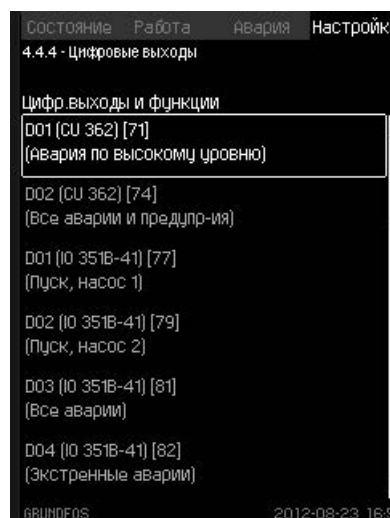 Состояние Работа Авария Настройк
4.4.4 - Цифровые выходы
Цифр.выходы и функции
DO1 (CU 362) [71]
(Авария по высокому уровню)
DO2 (CU 362) [74]
(Все аварии и предупр-ия)
DO1 (IO 351B-41) [77]
(Пуск, насос 1)
DO2 (IO 351B-41) [79]
(Пуск, насос 2)
DO3 (IO 351B-41) [81]
(Все аварии)
DO4 (IO 351B-41) [82]
(Экстренные аварии)
GRUNDFOS 2012-08-23 16: